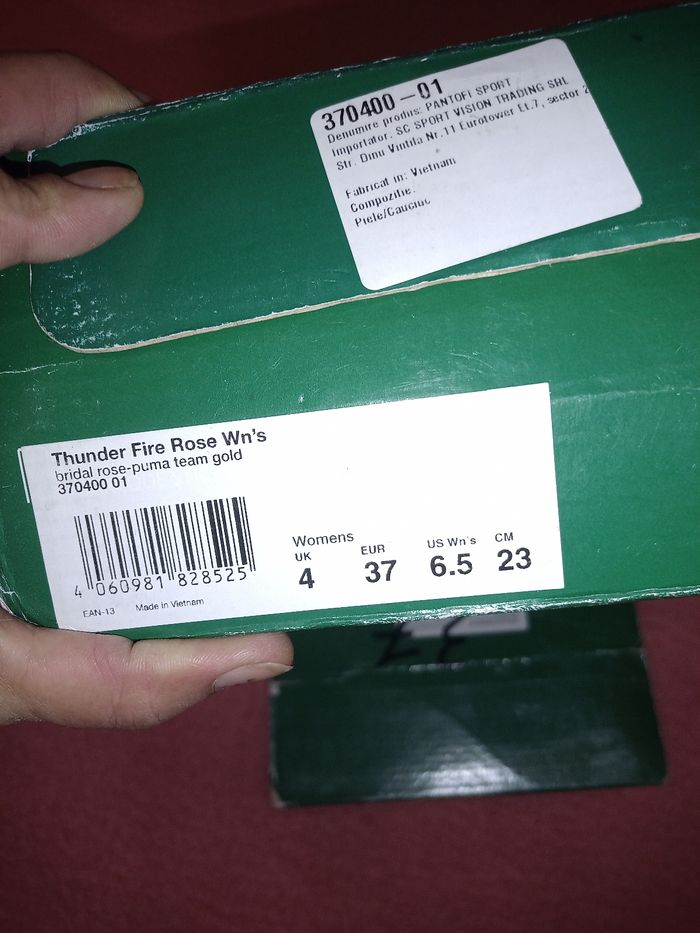 370400-01
Denumire produs: PANTOFI SPORT
Importator: SC SPORT VISION TRADING SRL
Str. Dinu Vintila Nr.11 Eurotower Et.7, sector 2
Fabricat in: Vietnam
Compozitie:
Piele/Cauciuc
Thunder Fire Rose Wn's
bridal rose-puma team gold
370400 01
4 060981 828525
EAN-13 Made in Vietnam
Womens
UK EUR US Wn's CM
4 37 6.5 23
37